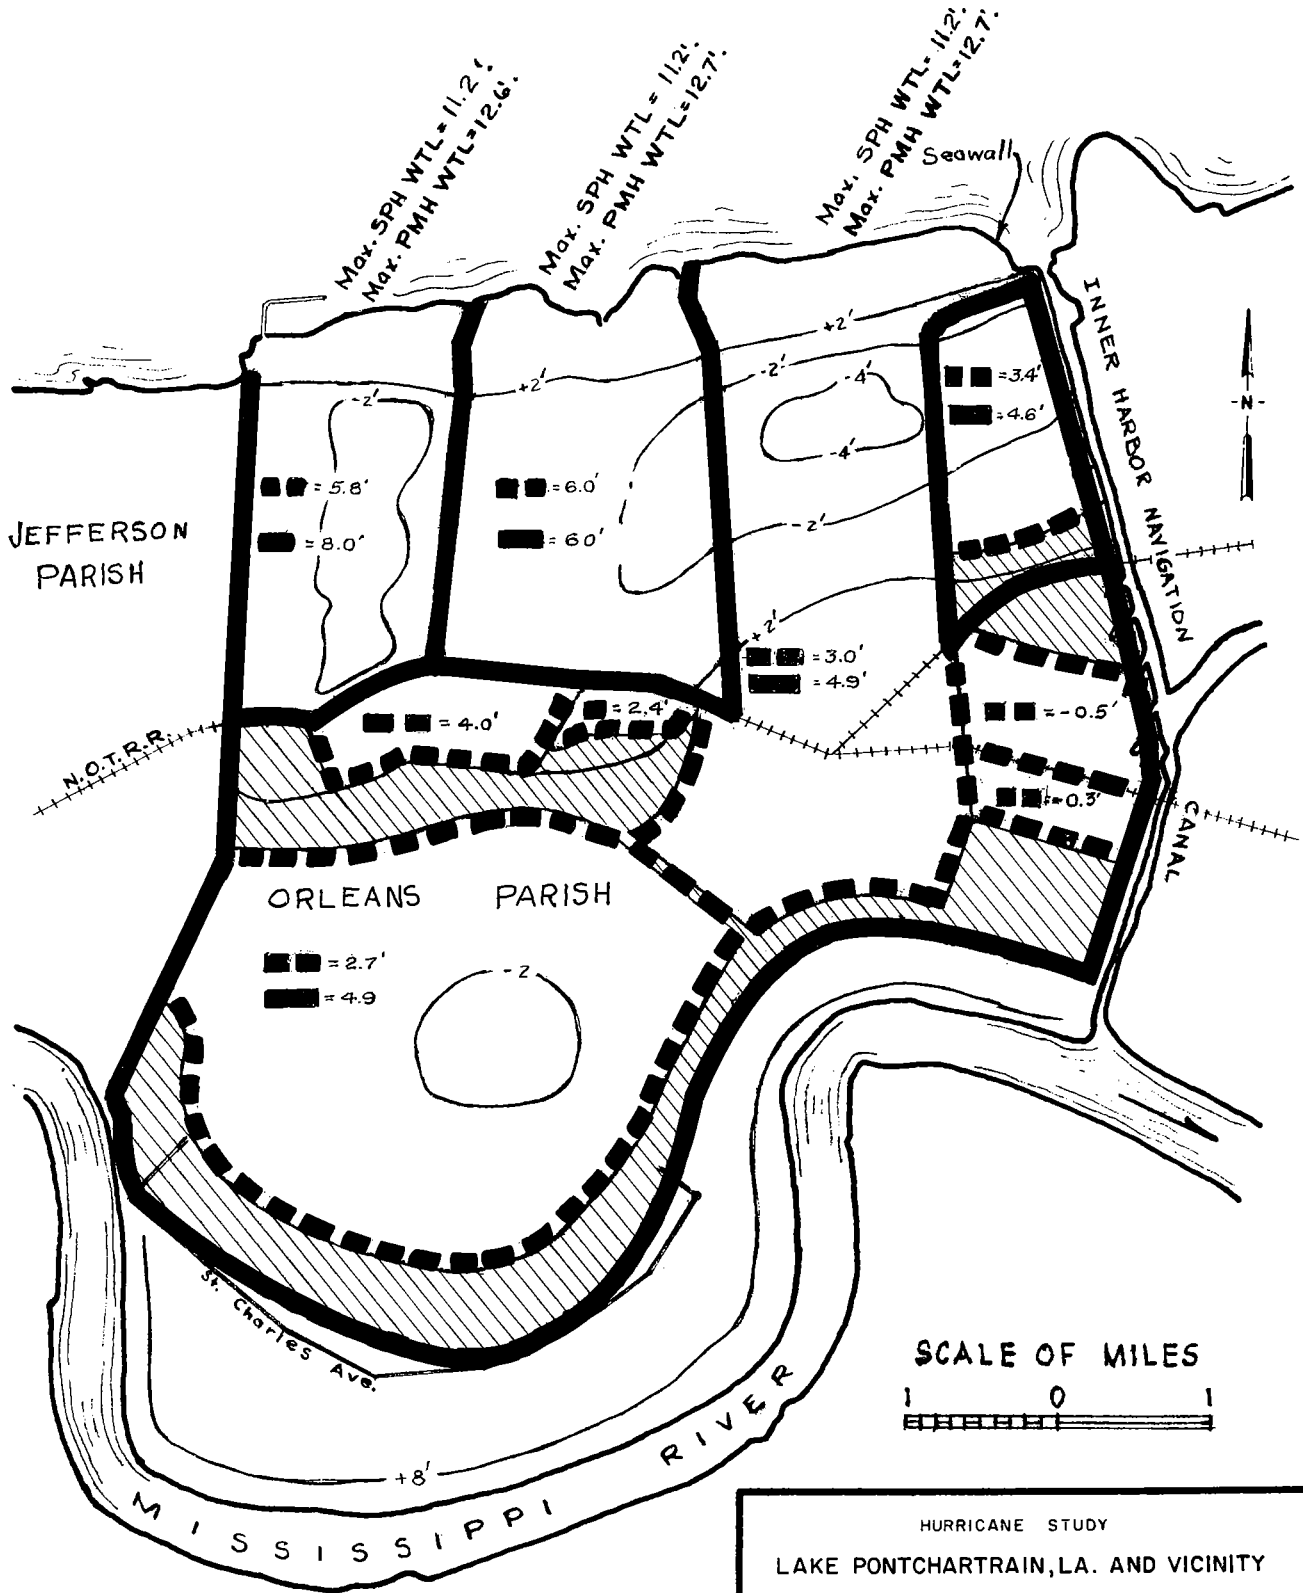 Max. SPH WTL = 11.2'.
Max. PMH WTL = 12.6'.
Max. SPH WTL = 11.2'.
Max. PMH WTL = 12.7'.
Max. SPH WTL = 11.2'.
Max. PMH WTL = 12.7'.
Seawall
+2'
-2'
+2'
-4'
-2'
-4'
-2'
+2'
= 3.4'
= 4.6'
INNER HARBOR NAVIGATION
CANAL
-N-
= 5.8'
= 8.0'
= 6.0'
= 60'
JEFFERSON
PARISH
= 3.0'
= 4.9'
= 4.0'
= 2.4'
= -0.5'
= -0.3'
N.O.T.R.R.
ORLEANS PARISH
= 2.7'
= 4.9
-2
St. Charles Ave.
+8'
MISSISSIPPI RIVER
SCALE OF MILES
1 0 1
HURRICANE STUDY
LAKE PONTCHARTRAIN, LA. AND VICINITY